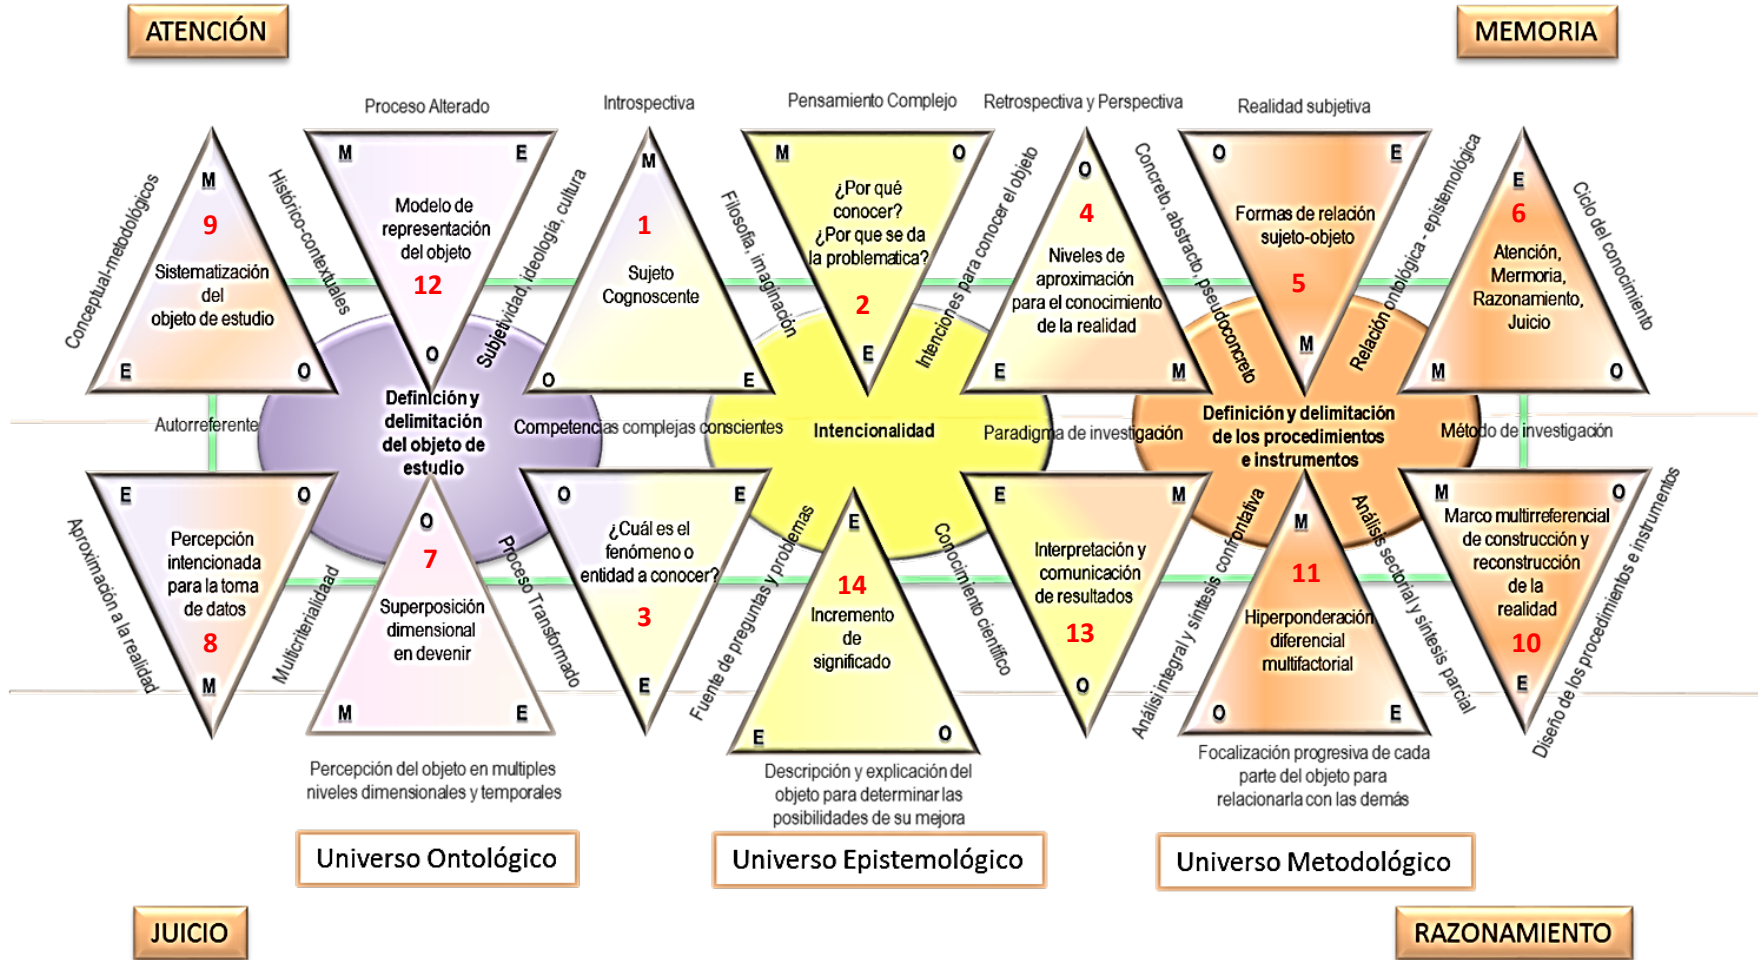 ATENCIÓN
MEMORIA
Proceso Alterado
Introspectiva
Pensamiento Complejo
Retrospectiva y Perspectiva
Realidad subjetiva
Conceptual-metodológicos
M
9
Sistematización
del
objeto de estudio
E
O
Histórico-contextuales
M
E
Modelo de
representación
del objeto
12
O
Subjetividad, ideología, cultura
M
1
Sujeto
Cognoscente
O
E
Filosofía, imaginación
M
O
¿Por qué
conocer?
¿Por que se da
la problematica?
2
E
Intenciones para conocer el objeto
O
4
Niveles de
aproximación
para el conocimiento
de la realidad
E
M
Concreto, abstracto, pseudoconcreto
O
E
Formas de relación
sujeto-objeto
5
M
Relación ontológica - epistemológica
E
6
Atención,
Mermoria,
Razonamiento,
Juicio
M
O
Ciclo del conocimiento
Autorreferente
Definición y
delimitación
del objeto de
estudio
Competencias complejas conscientes
Intencionalidad
Paradigma de investigación
Definición y delimitación
de los procedimientos
e instrumentos
Método de investigación
Aproximación a la realidad
E
O
Percepción
intencionada
para la toma
de datos
8
M
Multicriterialidaad
O
7
Superposición
dimensional
en devenir
M
E
Proceso Transformado
O
E
¿Cuál es el
fenómeno o
entidad a conocer?
3
E
Fuente de preguntas y problemas
E
14
Incremento
de
significado
E
O
Conocimiento científico
E
M
Interpretación y
comunicación
de resultados
13
O
Análisi integral y sínttesis confrontativa
M
11
Hiperponderación
diferencial
multifactorial
O
E
Análisis sectorial y síntesis parcial
M
O
Marco multirreferencial
de construcción y
reconstrucción
de la
realidad
10
E
Diseño de los procedimientos e instrumentos
Percepción del objeto en multiples
niveles dimensionales y temporales
Descripción y explicación del
objeto para determinar las
posibilidades de su mejora
Focalización progresiva de cada
parte del objeto para
relacionarla con las demás
Universo Ontológico
Universo Epistemológico
Universo Metodológico
JUICIO
RAZONAMIENTO